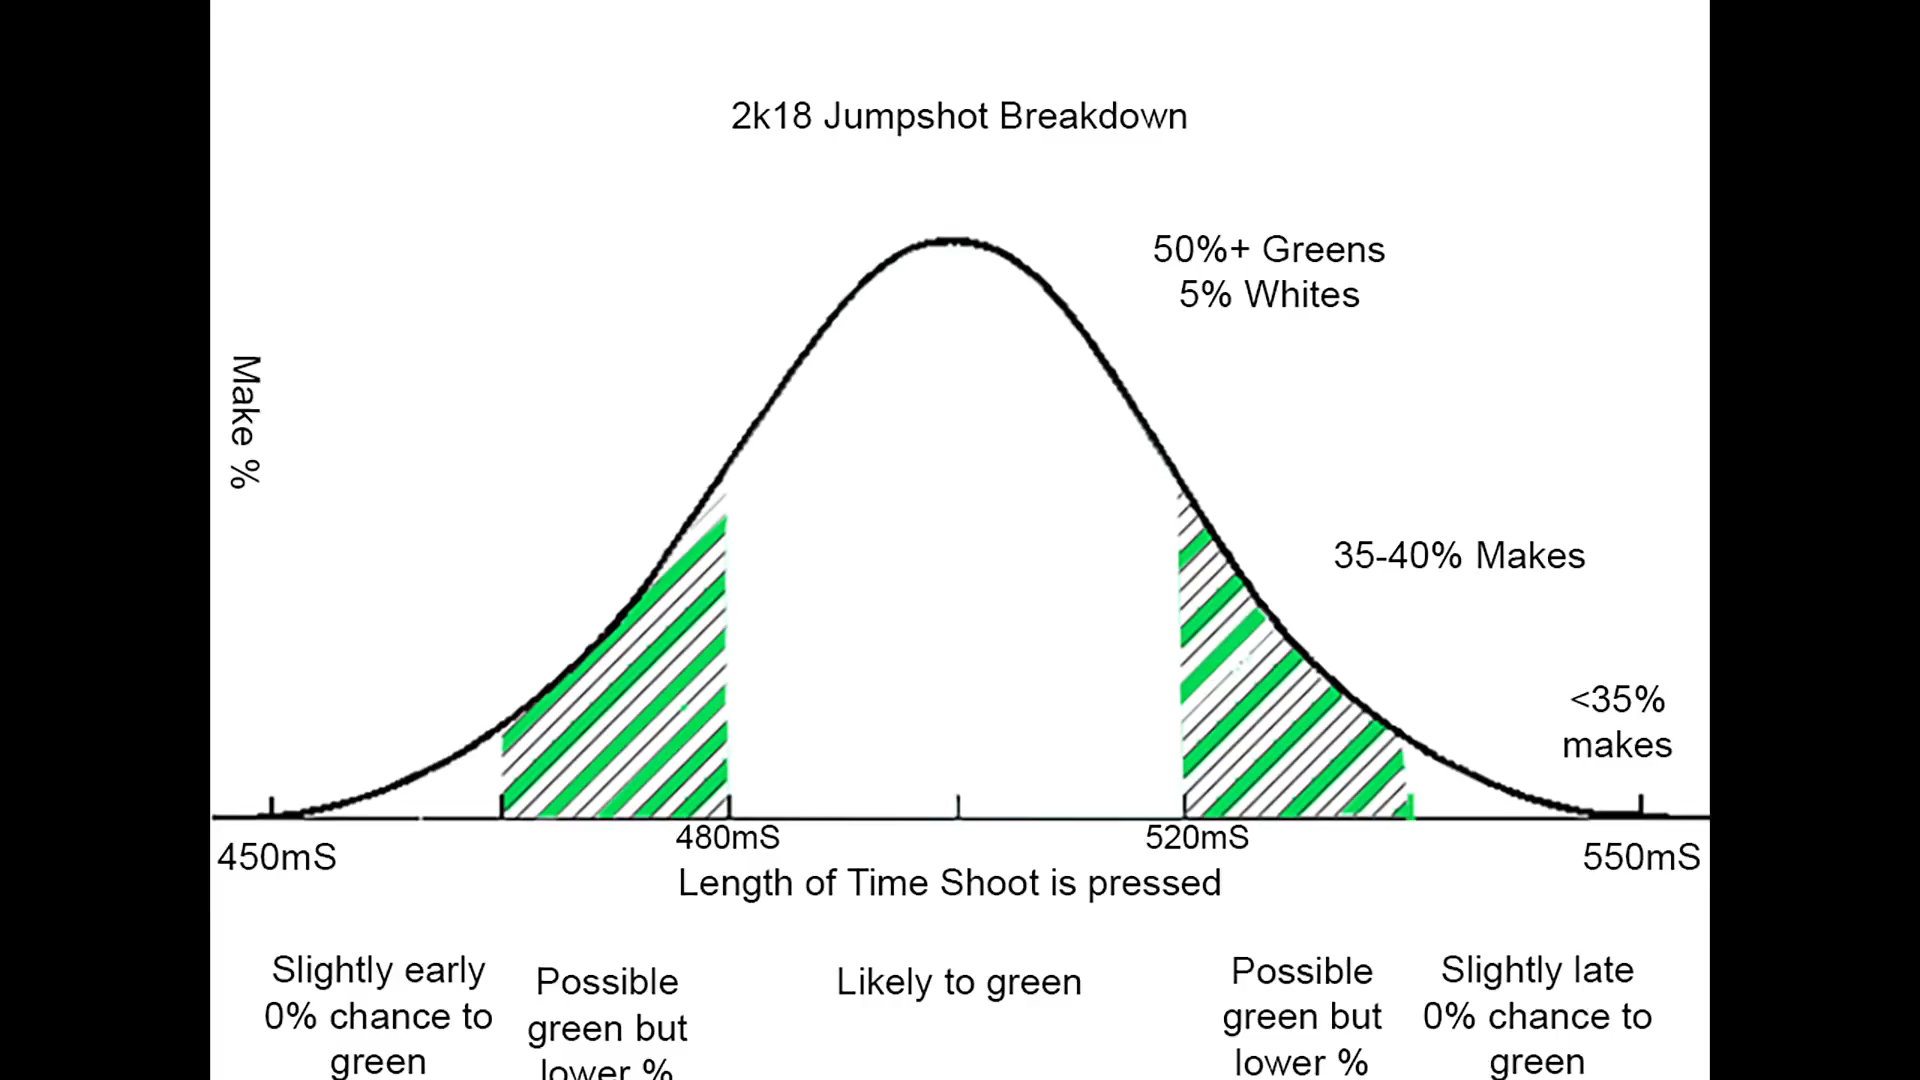 2k18 Jumpshot Breakdown
50%+ Greens
5% Whites
Make %
35-40% Makes
<35%
makes
450mS
480mS
520mS
550mS
Length of Time Shoot is pressed
Slightly early
0% chance to
green
Possible
green but
lower %
Likely to green
Possible
green but
lower %
Slightly late
0% chance to
green